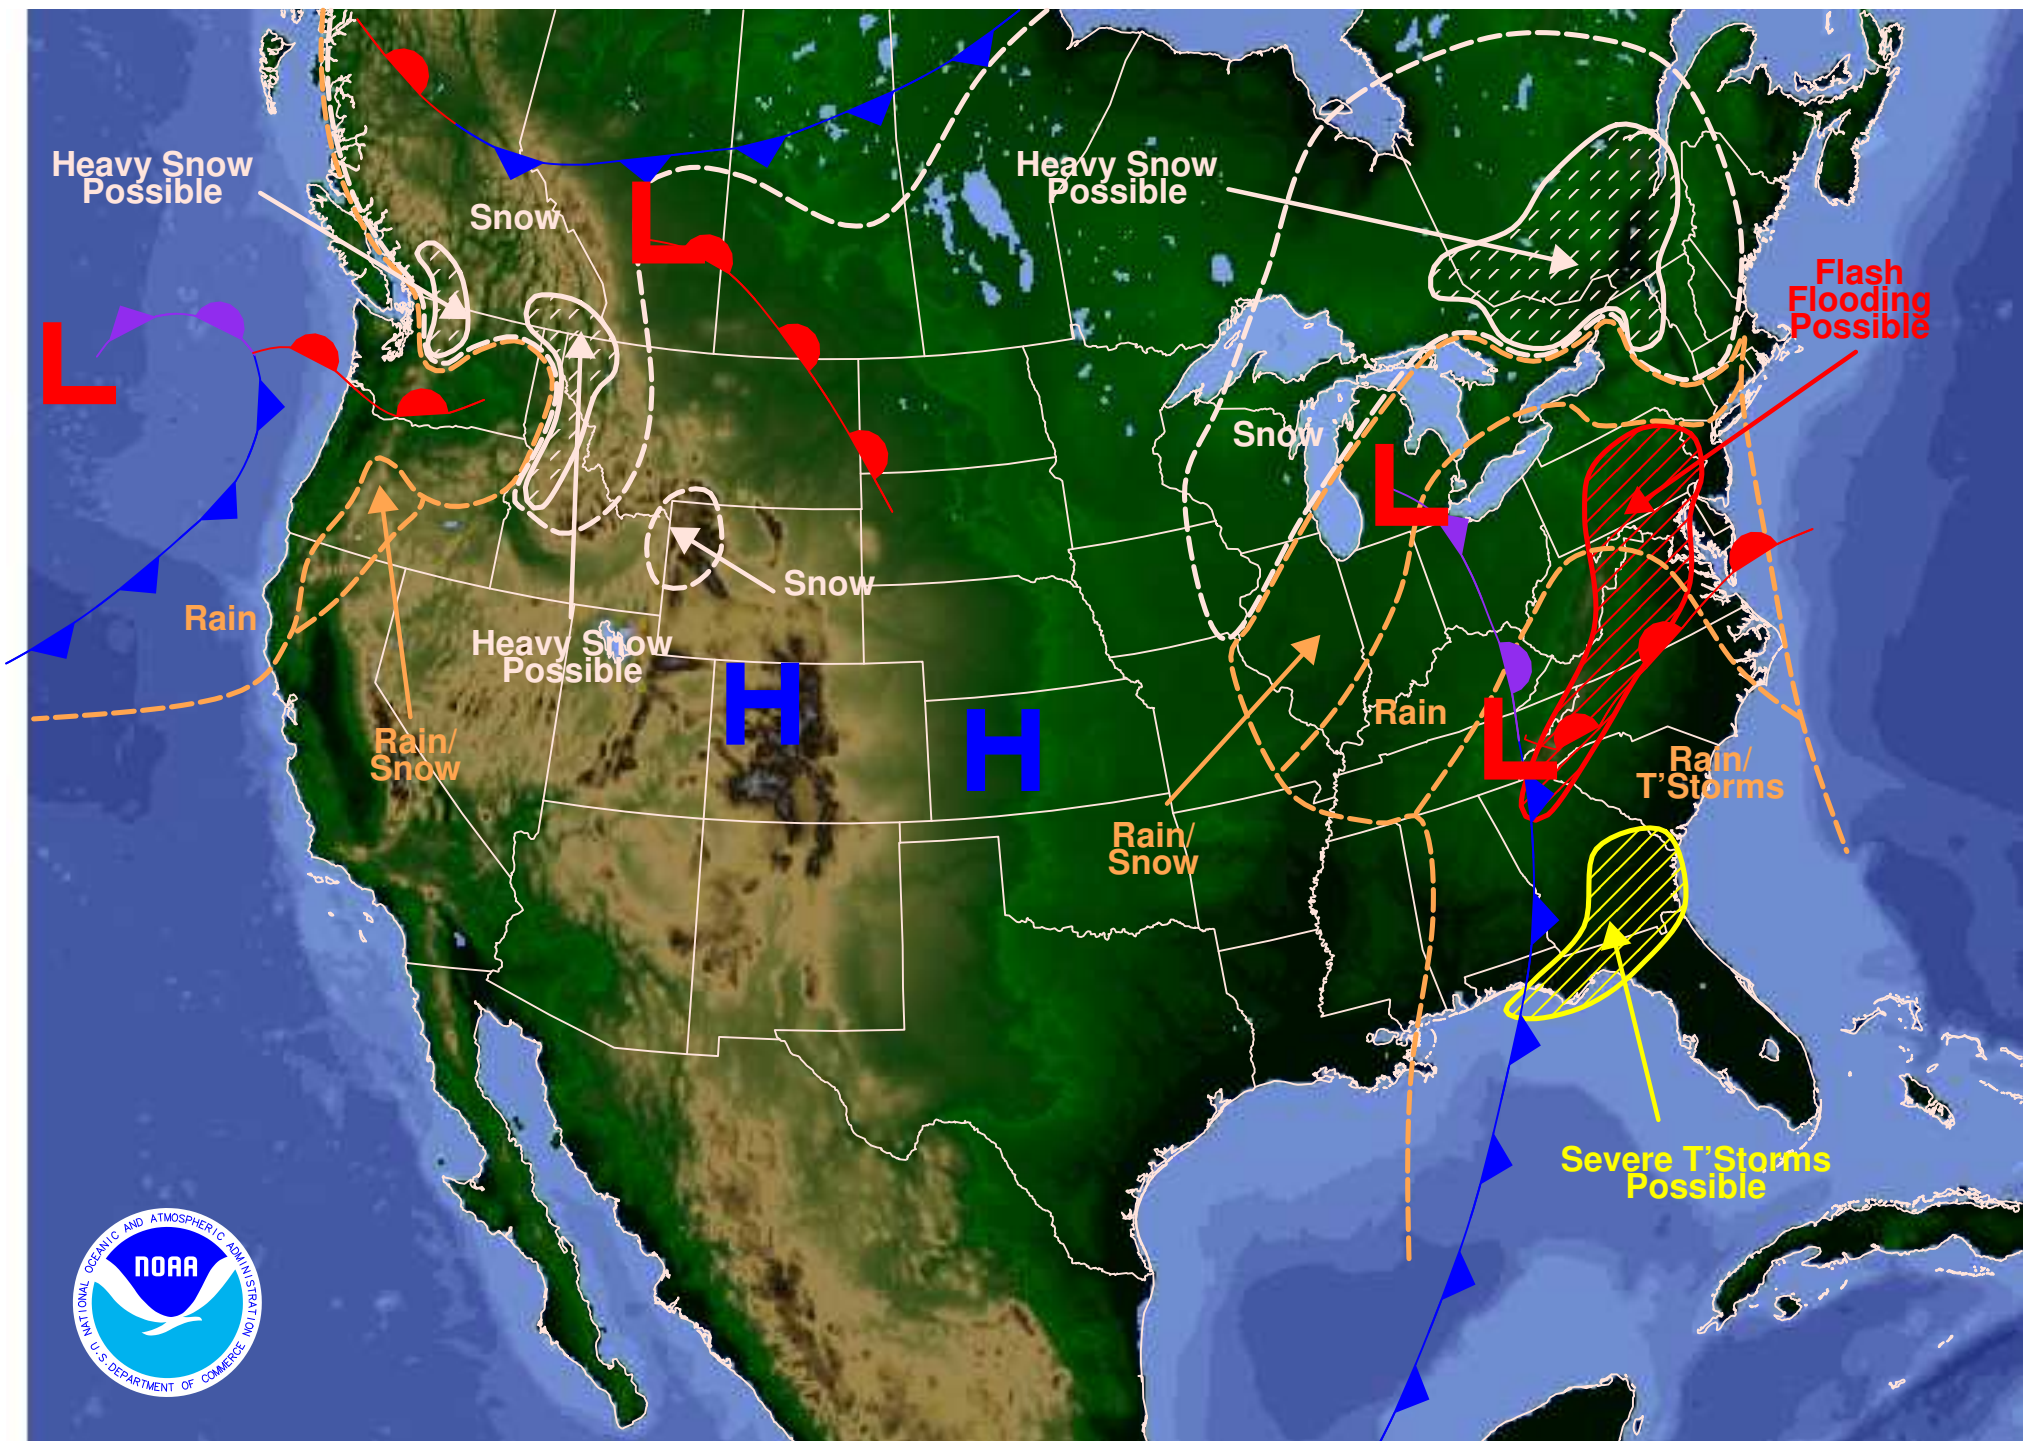 Heavy Snow
Possible
Snow
Heavy Snow
Possible
Flash
Flooding
Possible
L
L
Snow
L
Snow
Rain
Heavy Snow
Possible
H
H
Rain
L
Rain/
Snow
Rain/
T'Storms
Rain/
Snow
Severe T'Storms
Possible
NATIONAL OCEANIC AND ATMOSPHERIC ADMINISTRATION
NOAA
U.S. DEPARTMENT OF COMMERCE